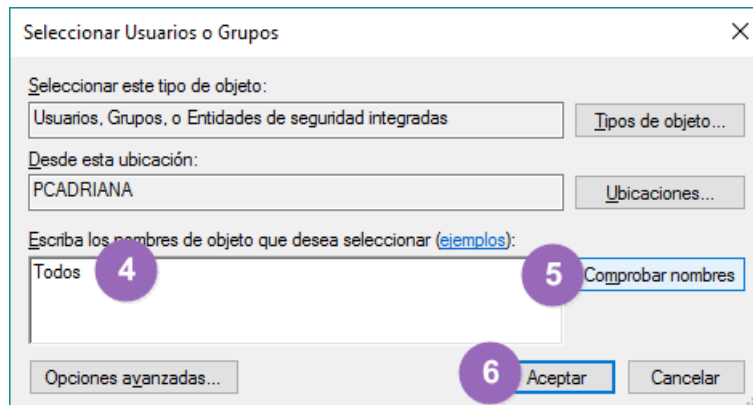 Seleccionar Usuarios o Grupos
Seleccionar este tipo de objeto:
Usuarios, Grupos, o Entidades de seguridad integradas
Tipos de objeto...
Desde esta ubicación:
PCADRIANA
Ubicaciones...
Escriba los nombres de objeto que desea seleccionar (ejemplos):
Todos 4
5 Comprobar nombres
Opciones avanzadas...
6 Aceptar
Cancelar